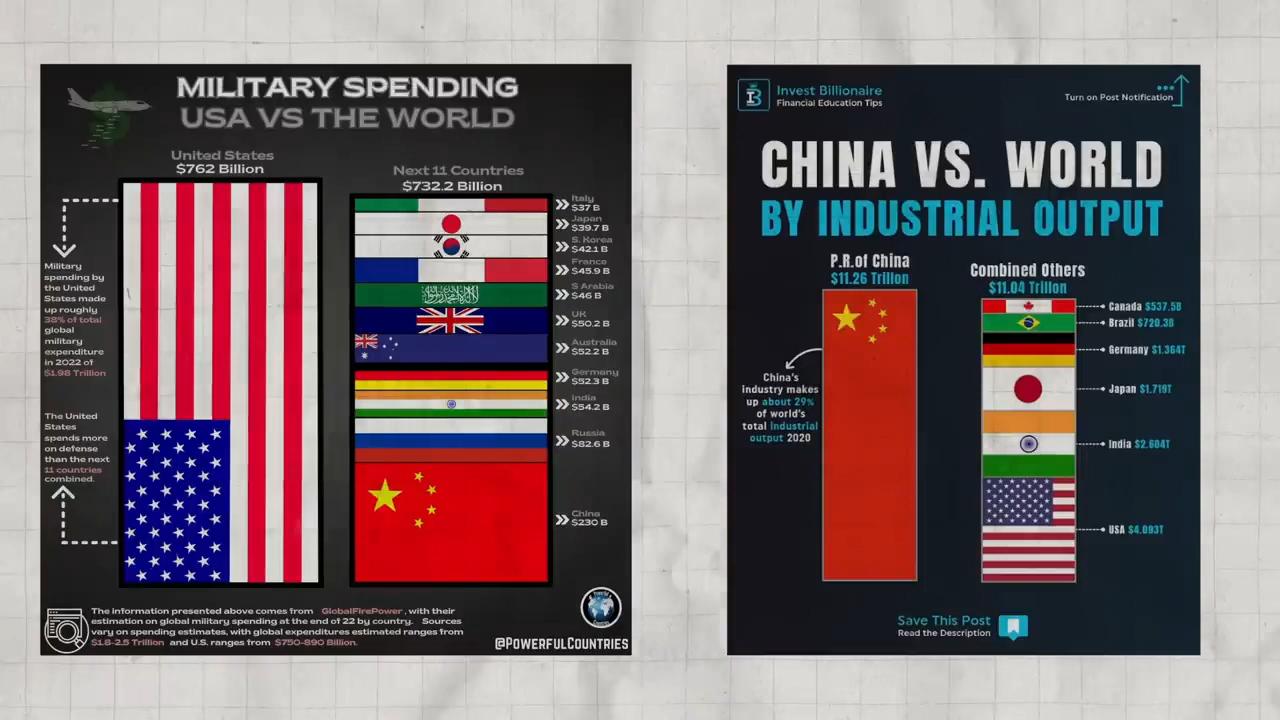 MILITARY SPENDING
USA VS THE WORLD
United States
$762 Billion
Next 11 Countries
$732.2 Billion
Italy
$37 B
Japan
$39.7 B
S. Korea
$42.1 B
France
$45.9 B
S Arabia
$46 B
UK
$50.2 B
Australia
$52.2 B
Germany
$52.3 B
India
$54.2 B
Russia
$82.6 B
China
$230 B
Military
spending by
the United
States made
up roughly
38% of total
global
military
expenditure
in 2022 of
$1.98 Trillion
The United
States
spends more
on defense
than the next
11 countries
combined.
The information presented above comes from GlobalFirePower , with their
estimation on global military spending at the end of 22 by country. Sources
vary on spending estimates, with global expenditures estimated ranges from
$1.8-2.5 Trillion and U.S. ranges from $750-890 Billion.
@POWERFULCOUNTRIES
Invest Billionaire
Financial Education Tips
Turn on Post Notification
CHINA VS. WORLD
BY INDUSTRIAL OUTPUT
P.R.of China
$11.26 Trillon
Combined Others
$11.04 Trillon
Canada $537.5B
Brazil $720.3B
Germany $1.364T
Japan $1.719T
India $2.604T
USA $4.093T
China's
industry makes
up about 29%
of world's
total Industrial
output 2020
Save This Post
Read the Description